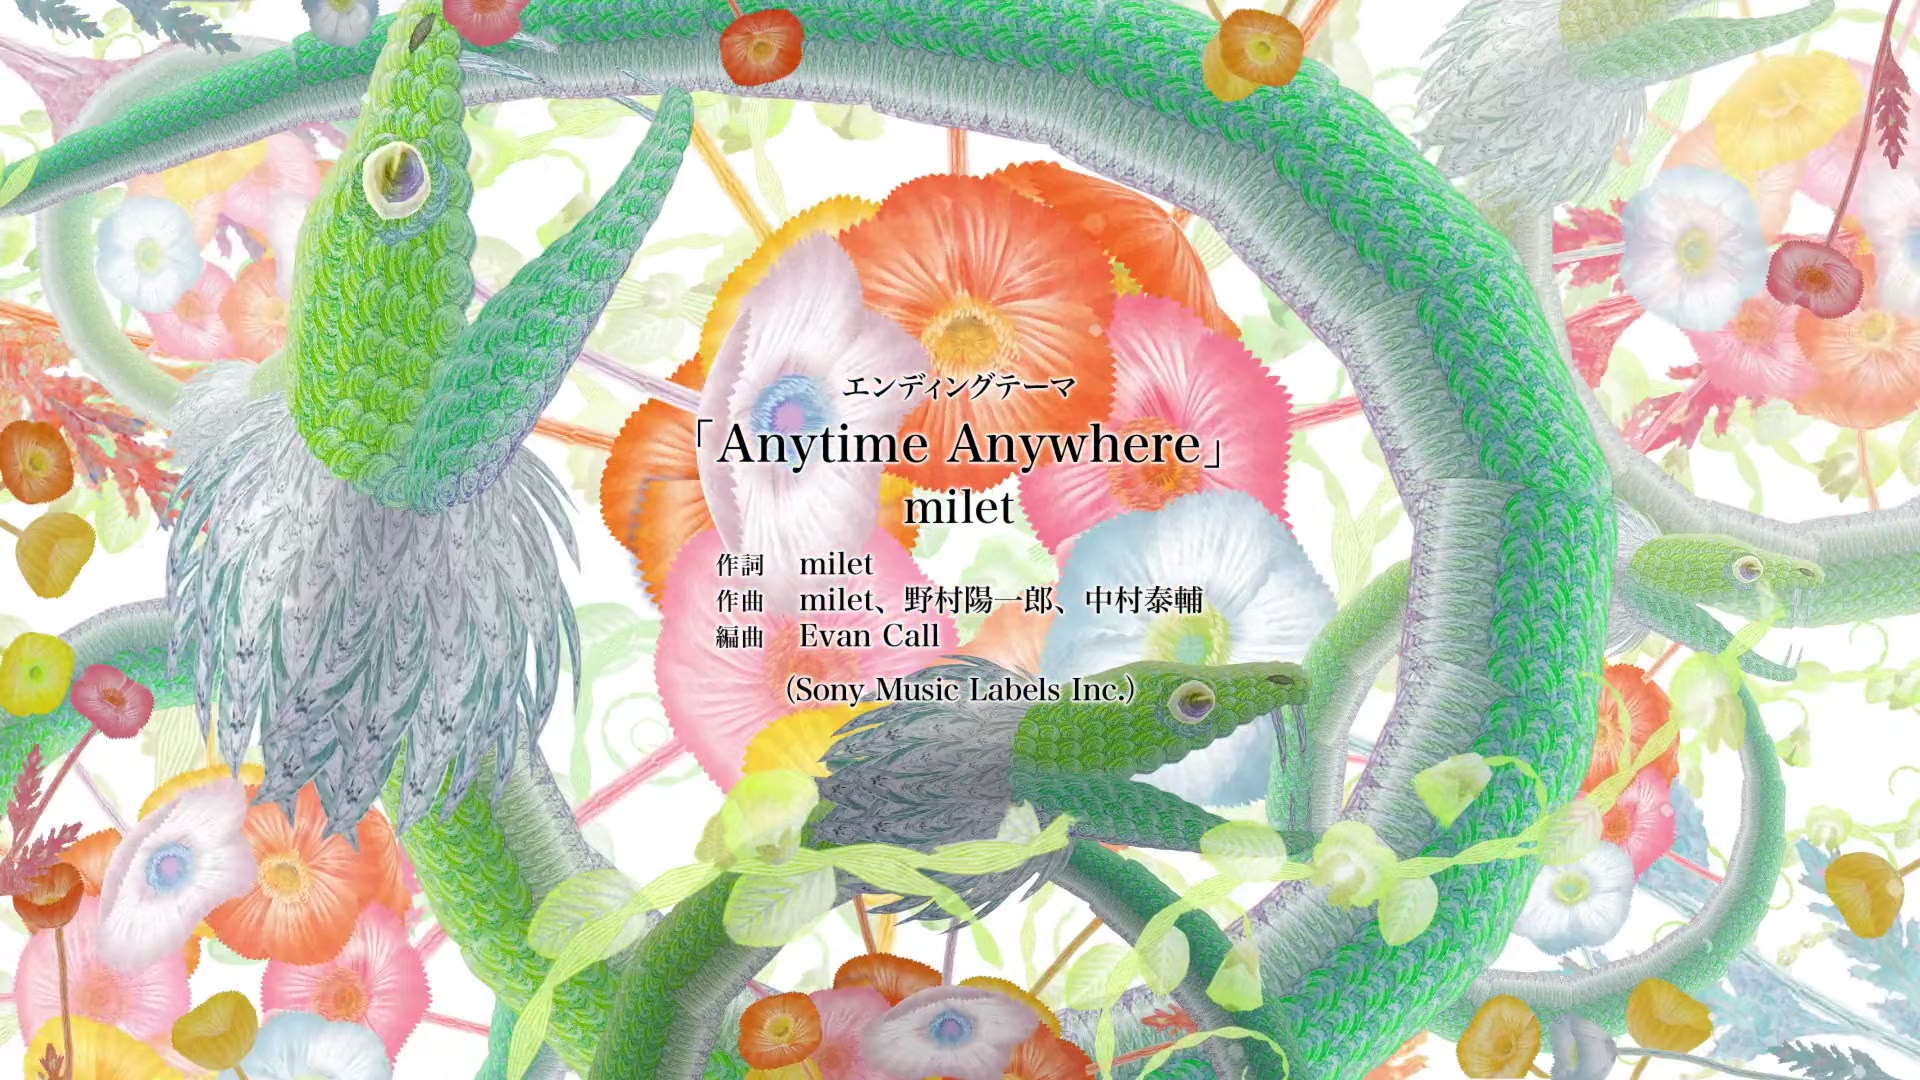 エンディングテーマ
「Anytime Anywhere」
milet
作詞 milet
作曲 milet、野村陽一郎、中村泰輔
編曲 Evan Call
(Sony Music Labels Inc.)